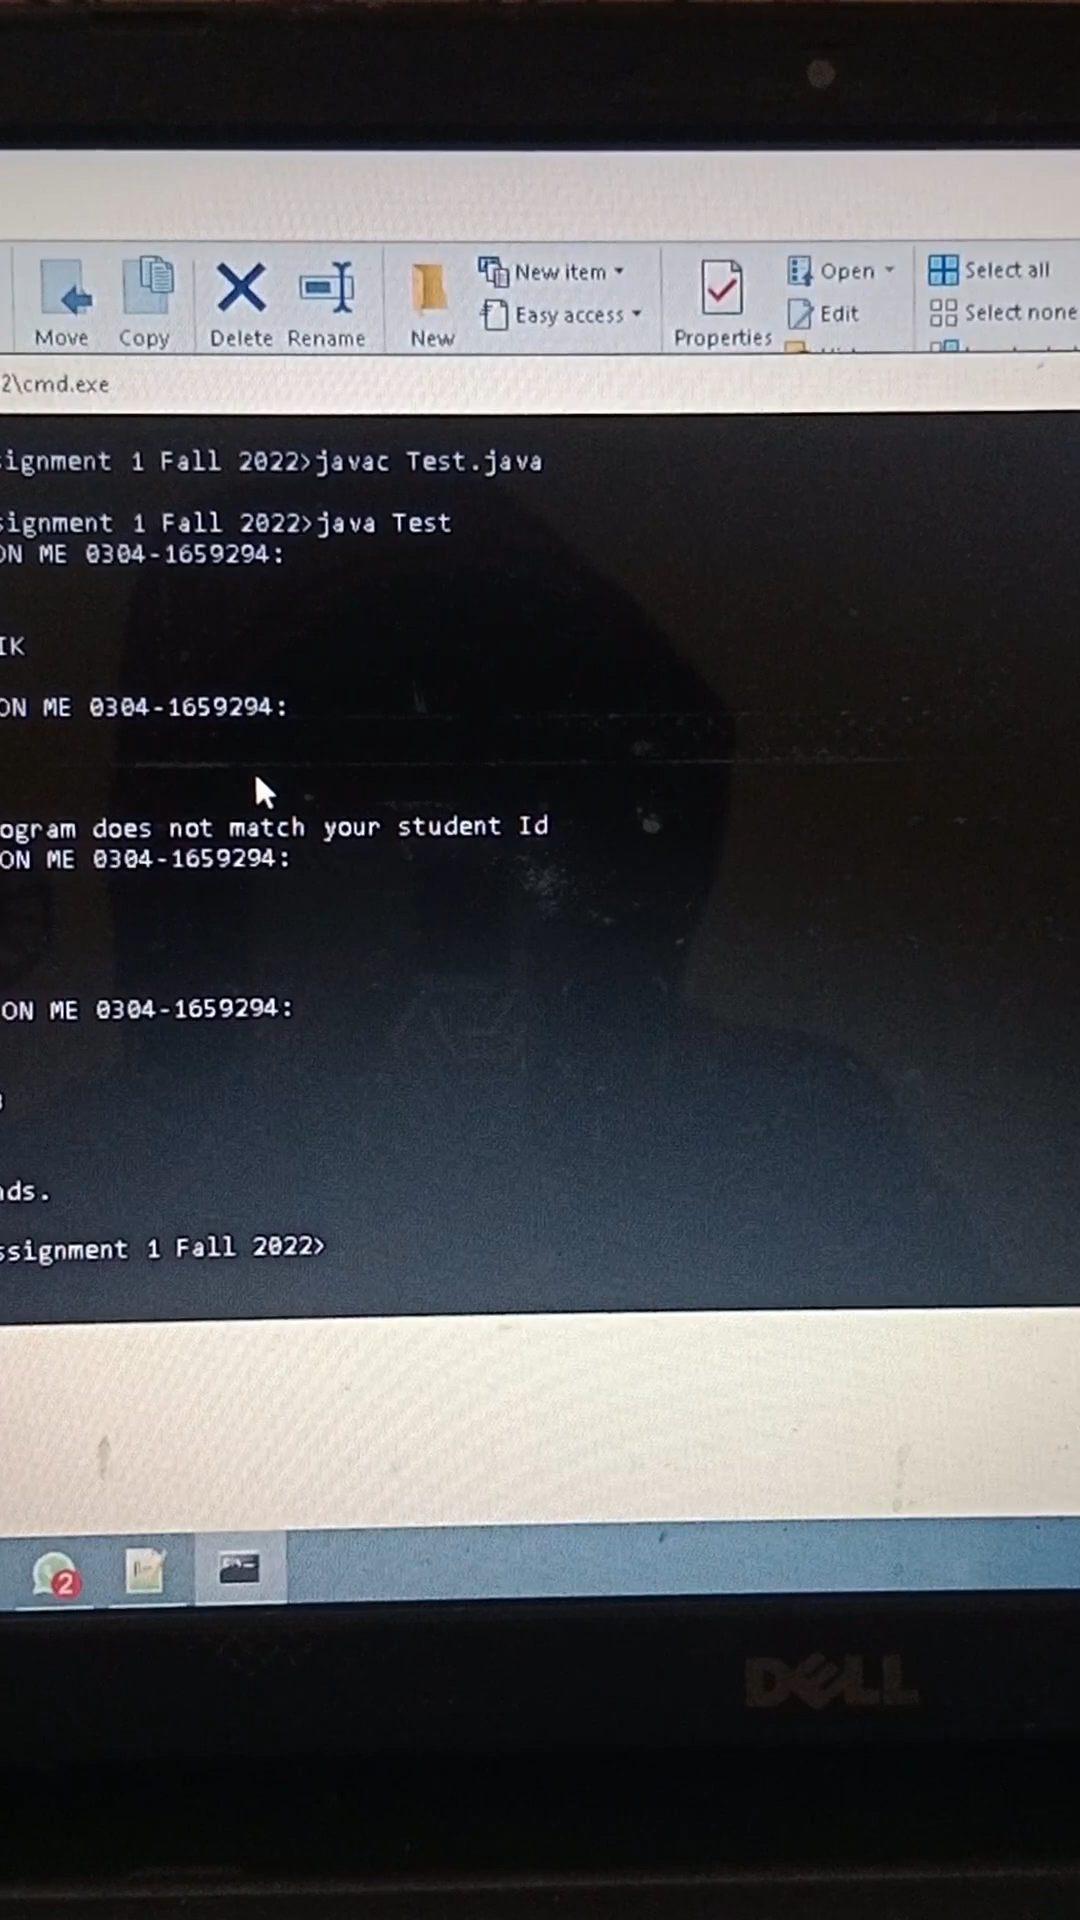 New item
Open
Select all
Easy access
Edit
Select none
Move
Copy
Delete
Rename
New
Properties
2\cmd.exe
signment 1 Fall 2022>javac Test.java
signment 1 Fall 2022>java Test
ON ME 0304-1659294:
IK
ON ME 0304-1659294:
ogram does not match your student Id
ON ME 0304-1659294:
ON ME 0304-1659294:
nds.
ssignment 1 Fall 2022>
2
DELL